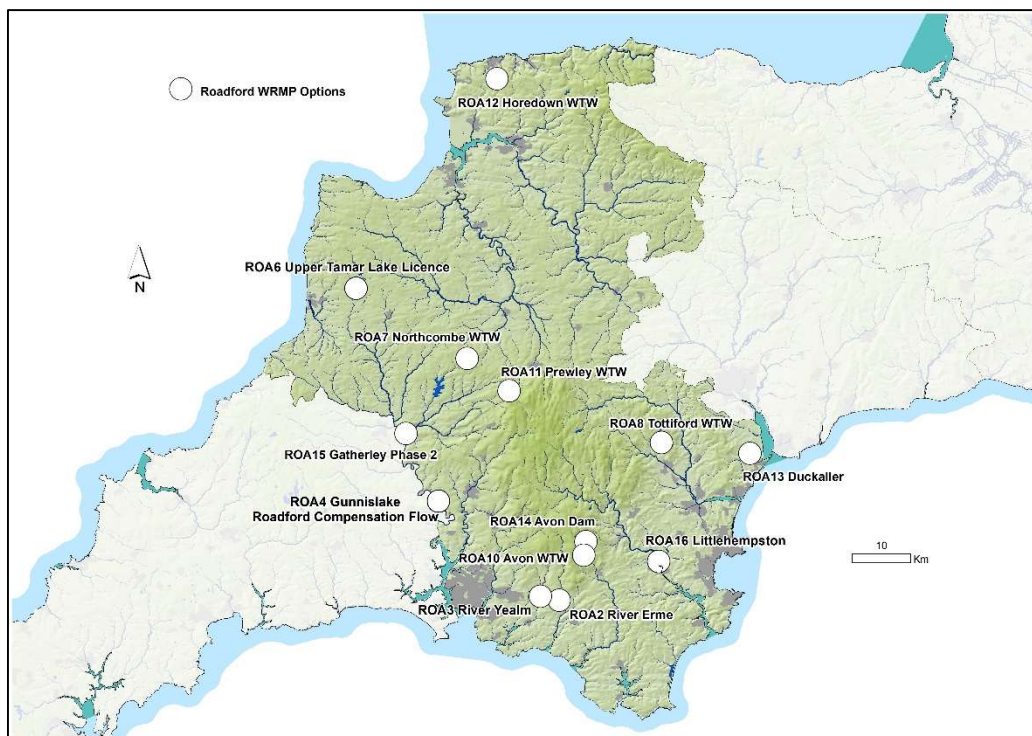 Roadford WRMP Options
ROA12 Horedown WTW
ROA6 Upper Tamar Lake Licence
N
ROA7 Northcombe WTW
ROA11 Prewley WTW
ROA8 Tottiford WTW
ROA15 Gatherley Phase 2
ROA13 Duckaller
ROA4 Gunnislake
Roadford Compensation Flow
ROA14 Avon Dam
ROA10 Avon WTW
ROA16 Littlehempston
10
Km
ROA3 River Yealm
ROA2 River Erme